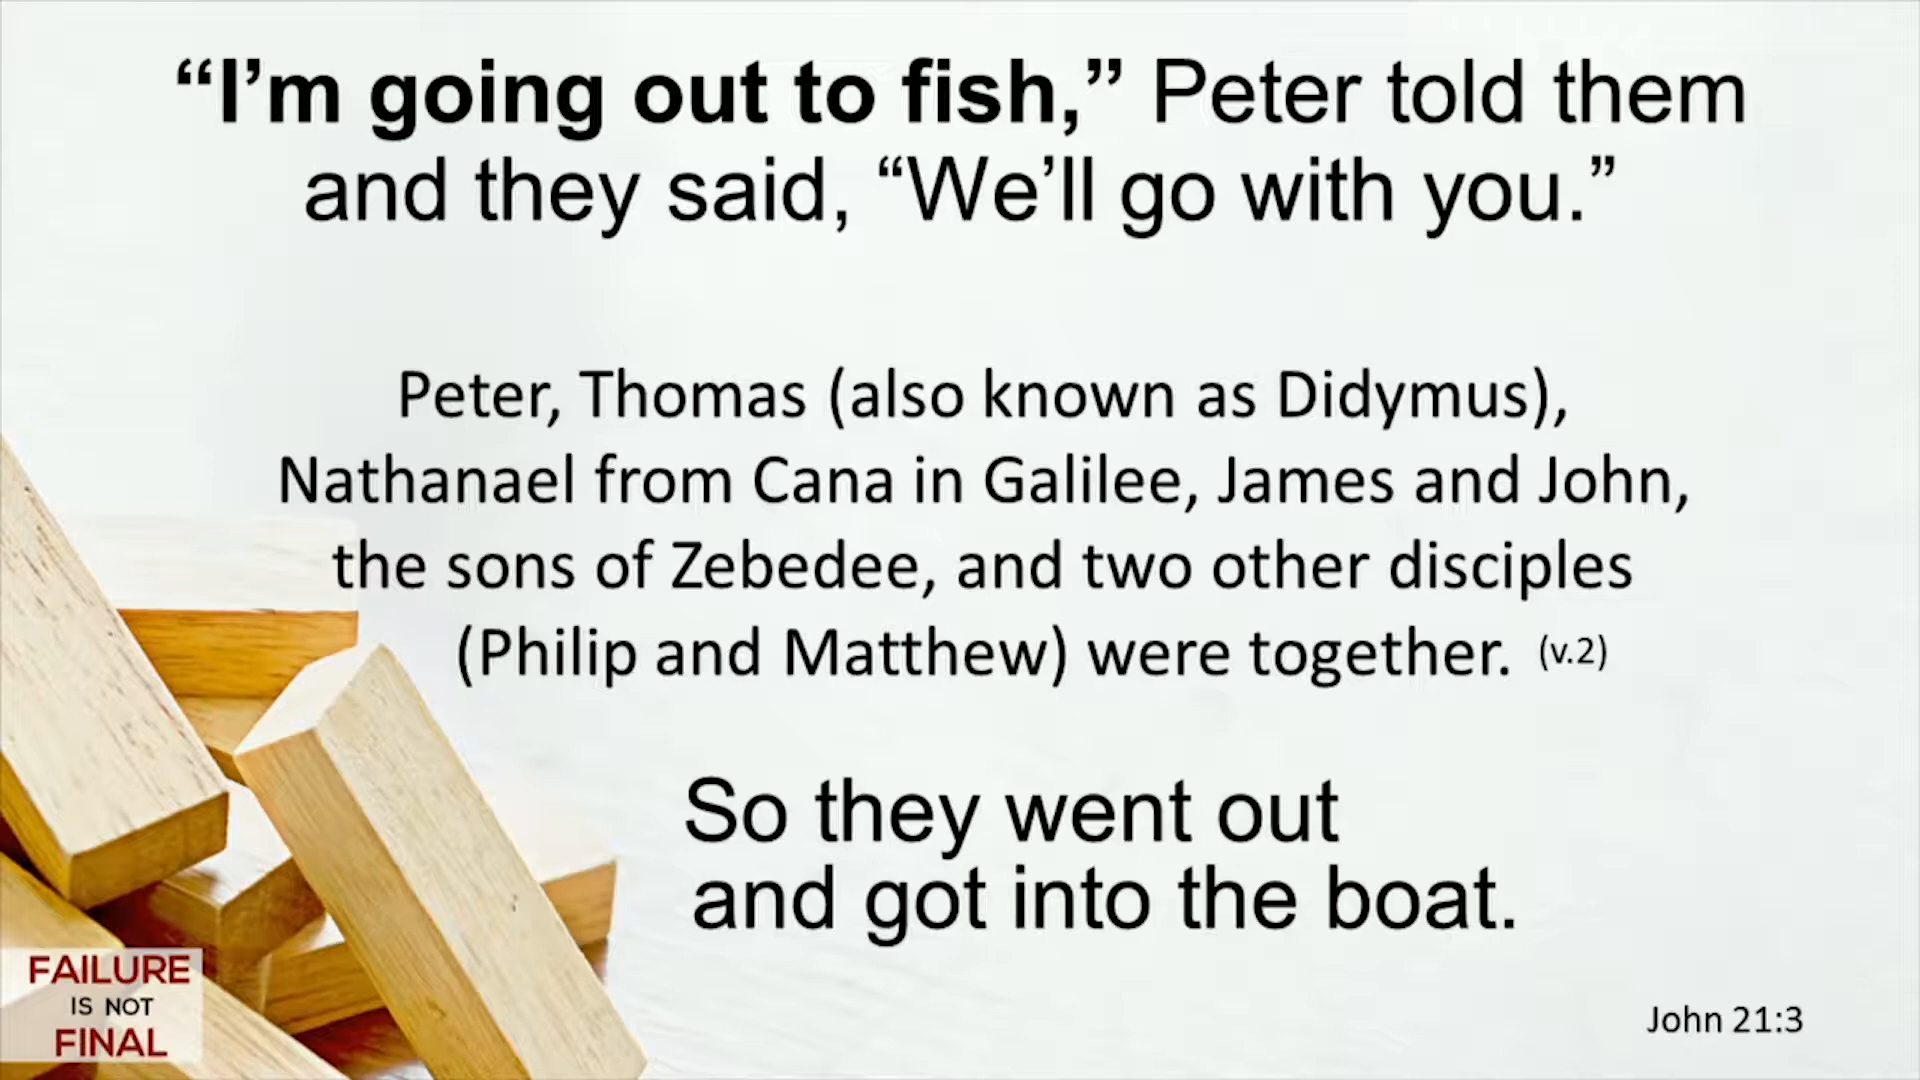 “I’m going out to fish,” Peter told them
and they said, “We’ll go with you.”
Peter, Thomas (also known as Didymus),
Nathanael from Cana in Galilee, James and John,
the sons of Zebedee, and two other disciples
(Philip and Matthew) were together. (v.2)
So they went out
and got into the boat.
FAILURE
IS NOT
FINAL
John 21:3